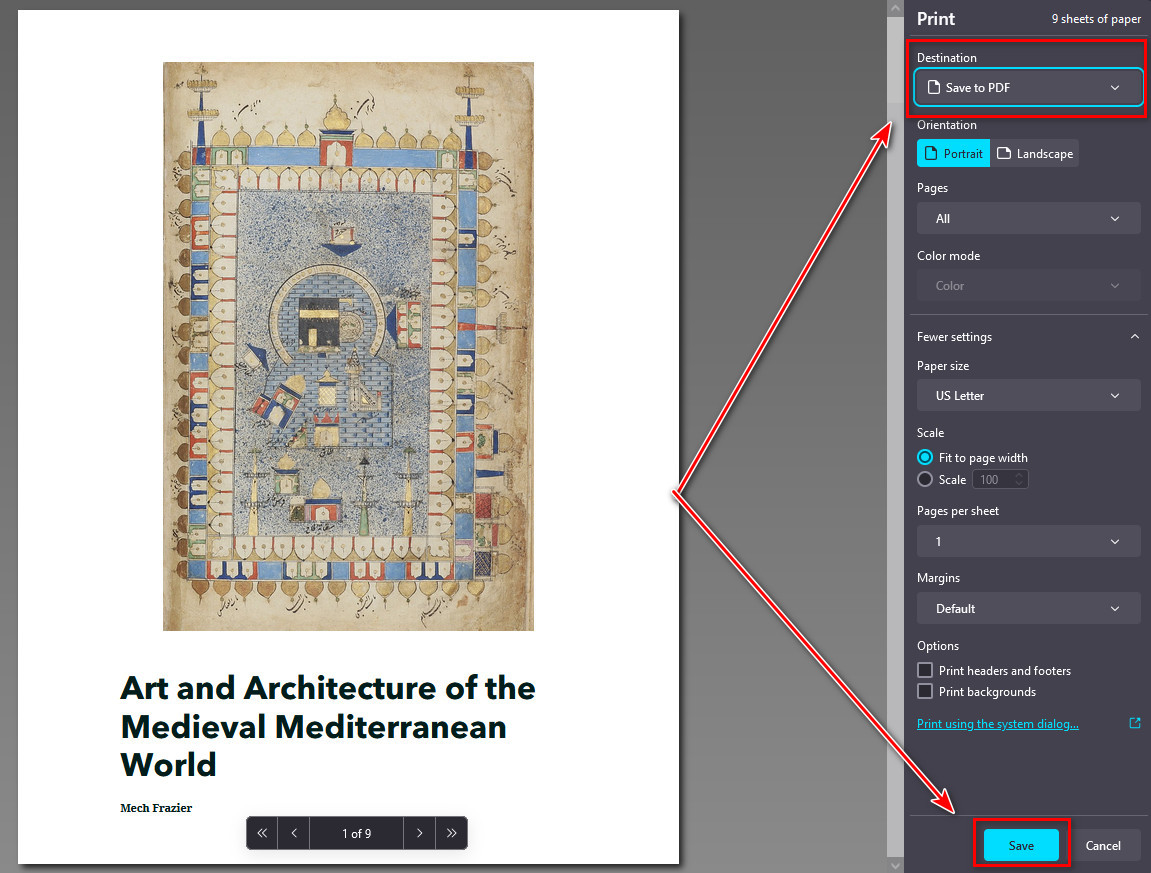 Art and Architecture of the
Medieval Mediterranean
World
Mech Frazier
1 of 9
Print
9 sheets of paper
Destination
Save to PDF
Orientation
Portrait
Landscape
Pages
All
Color mode
Color
Fewer settings
Paper size
US Letter
Scale
Fit to page width
Scale
100
Pages per sheet
1
Margins
Default
Options
Print headers and footers
Print backgrounds
Print using the system dialog...
Save
Cancel